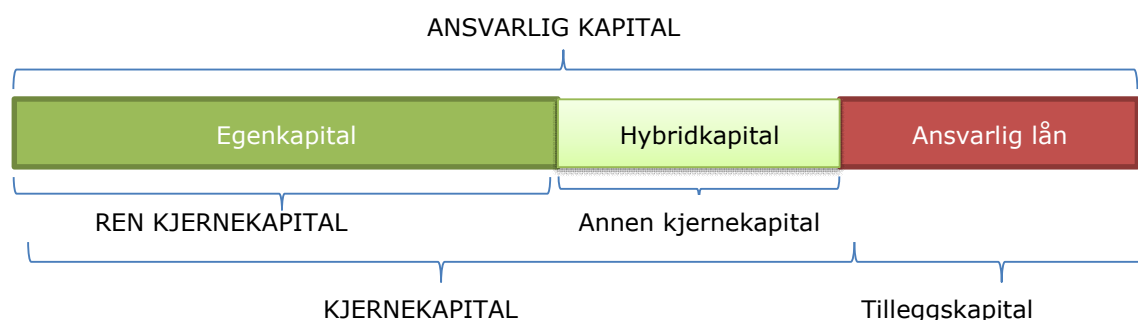 ANSVARLIG KAPITAL
Egenkapital Hybridkapital Ansvarlig lån
REN KJERNEKAPITAL Annen kjernekapital
KJERNEKAPITAL Tilleggskapital